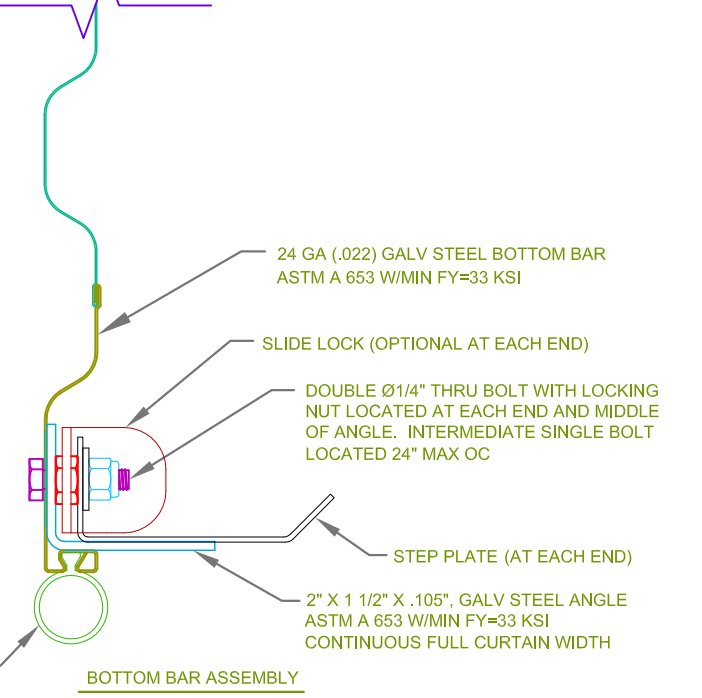 24 GA (.022) GALV STEEL BOTTOM BAR
ASTM A 653 W/MIN FY=33 KSI
SLIDE LOCK (OPTIONAL AT EACH END)
DOUBLE Ø1/4" THRU BOLT WITH LOCKING
NUT LOCATED AT EACH END AND MIDDLE
OF ANGLE. INTERMEDIATE SINGLE BOLT
LOCATED 24" MAX OC
STEP PLATE (AT EACH END)
2" X 1 1/2" X .105", GALV STEEL ANGLE
ASTM A 653 W/MIN FY=33 KSI
CONTINUOUS FULL CURTAIN WIDTH
BOTTOM BAR ASSEMBLY